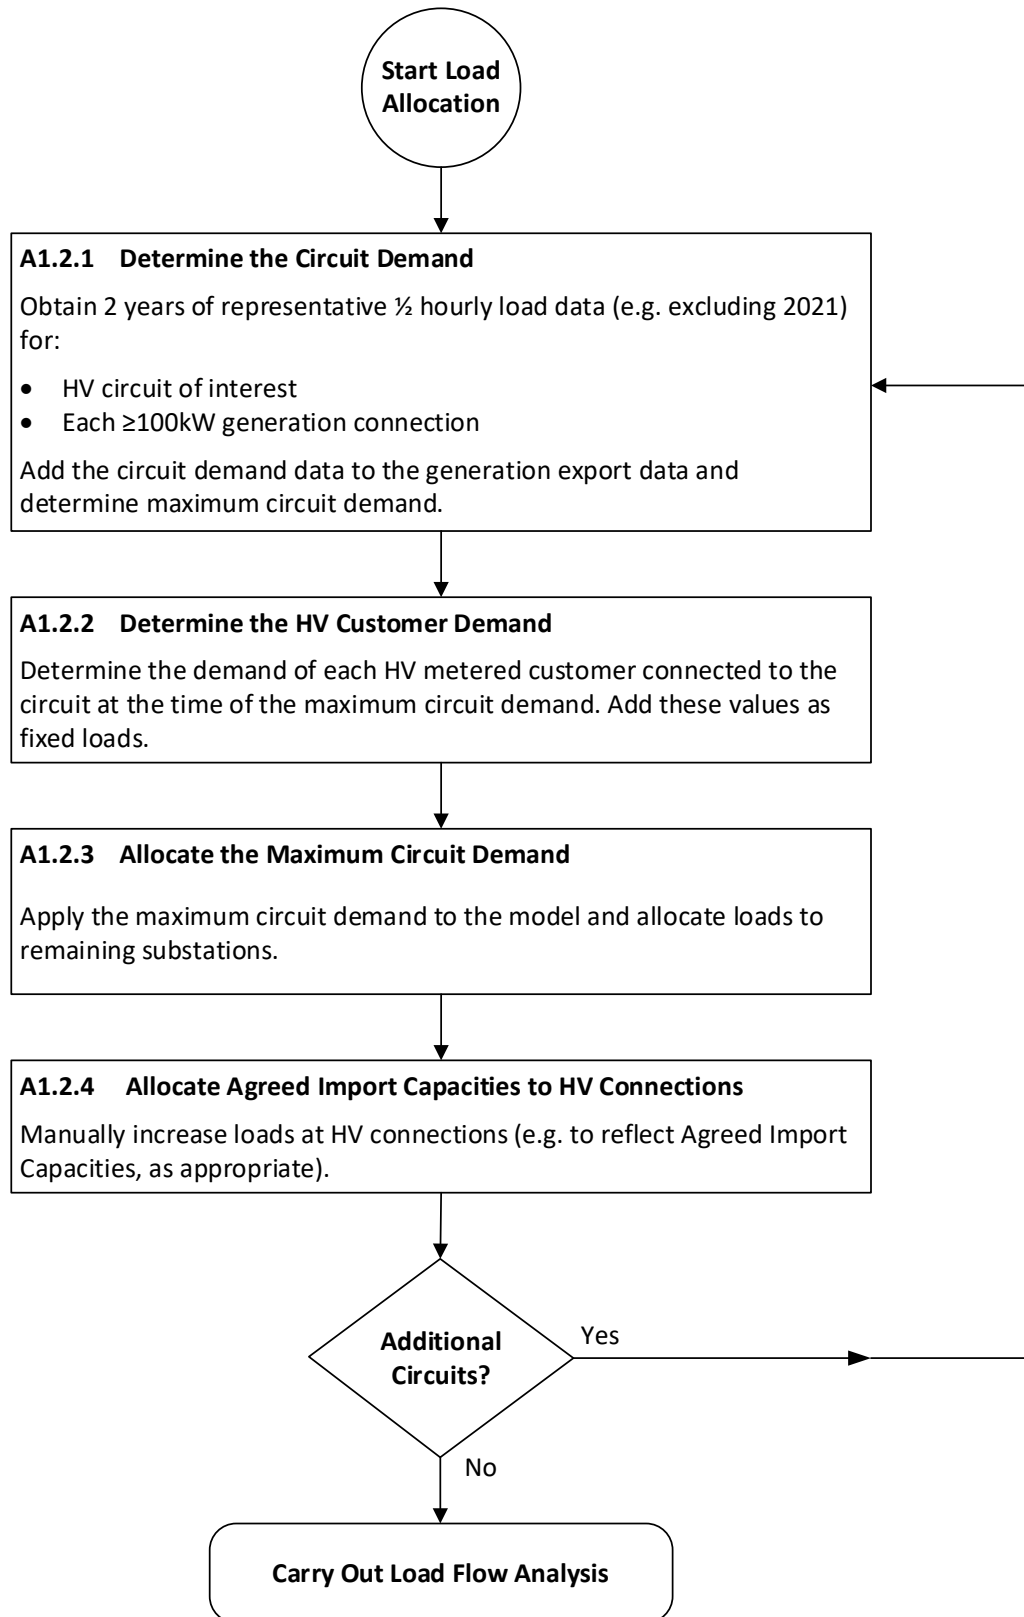 Start Load
Allocation
A1.2.1 Determine the Circuit Demand
Obtain 2 years of representative ½ hourly load data (e.g. excluding 2021)
for:
• HV circuit of interest
• Each ≥100kW generation connection
Add the circuit demand data to the generation export data and
determine maximum circuit demand.
A1.2.2 Determine the HV Customer Demand
Determine the demand of each HV metered customer connected to the
circuit at the time of the maximum circuit demand. Add these values as
fixed loads.
A1.2.3 Allocate the Maximum Circuit Demand
Apply the maximum circuit demand to the model and allocate loads to
remaining substations.
A1.2.4 Allocate Agreed Import Capacities to HV Connections
Manually increase loads at HV connections (e.g. to reflect Agreed Import
Capacities, as appropriate).
Additional
Circuits?
Yes
No
Carry Out Load Flow Analysis